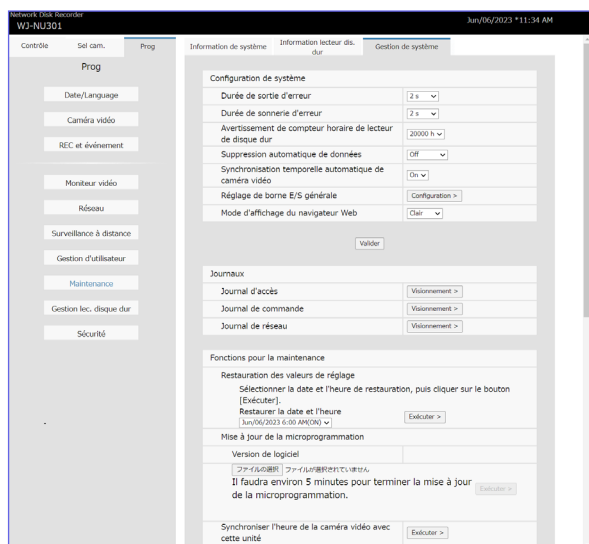 Network Disk Recorder
WJ-NU301
Jun/06/2023 *11:34 AM
Contrôle
Sel cam.
Prog
Information de système
Information lecteur dis.
dur
Gestion de système
Prog
Date/Language
Caméra vidéo
REC et événement
Moniteur vidéo
Réseau
Surveillance à distance
Gestion d'utilisateur
Maintenance
Gestion lec. disque dur
Sécurité
Configuration de système
Durée de sortie d'erreur
2 s
Durée de sonnerie d'erreur
2 s
Avertissement de compteur horaire de lecteur
de disque dur
20000 h
Suppression automatique de données
Off
Synchronisation temporelle automatique de
caméra vidéo
On
Réglage de borne E/S générale
Configuration >
Mode d'affichage du navigateur Web
Clair
Valider
Journaux
Journal d'accès
Visionnement >
Journal de commande
Visionnement >
Journal de réseau
Visionnement >
Fonctions pour la maintenance
Restauration des valeurs de réglage
Sélectionner la date et l'heure de restauration, puis cliquer sur le bouton
[Exécuter].
Restaurer la date et l'heure
Jun/06/2023 6:00 AM(ON)
Exécuter >
Mise à jour de la microprogrammation
Version de logiciel
ファイルの選択 ファイルが選択されていません
Il faudra environ 5 minutes pour terminer la mise à jour
de la microprogrammation.
Exécuter >
Synchroniser l'heure de la caméra vidéo avec
cette unité
Exécuter >